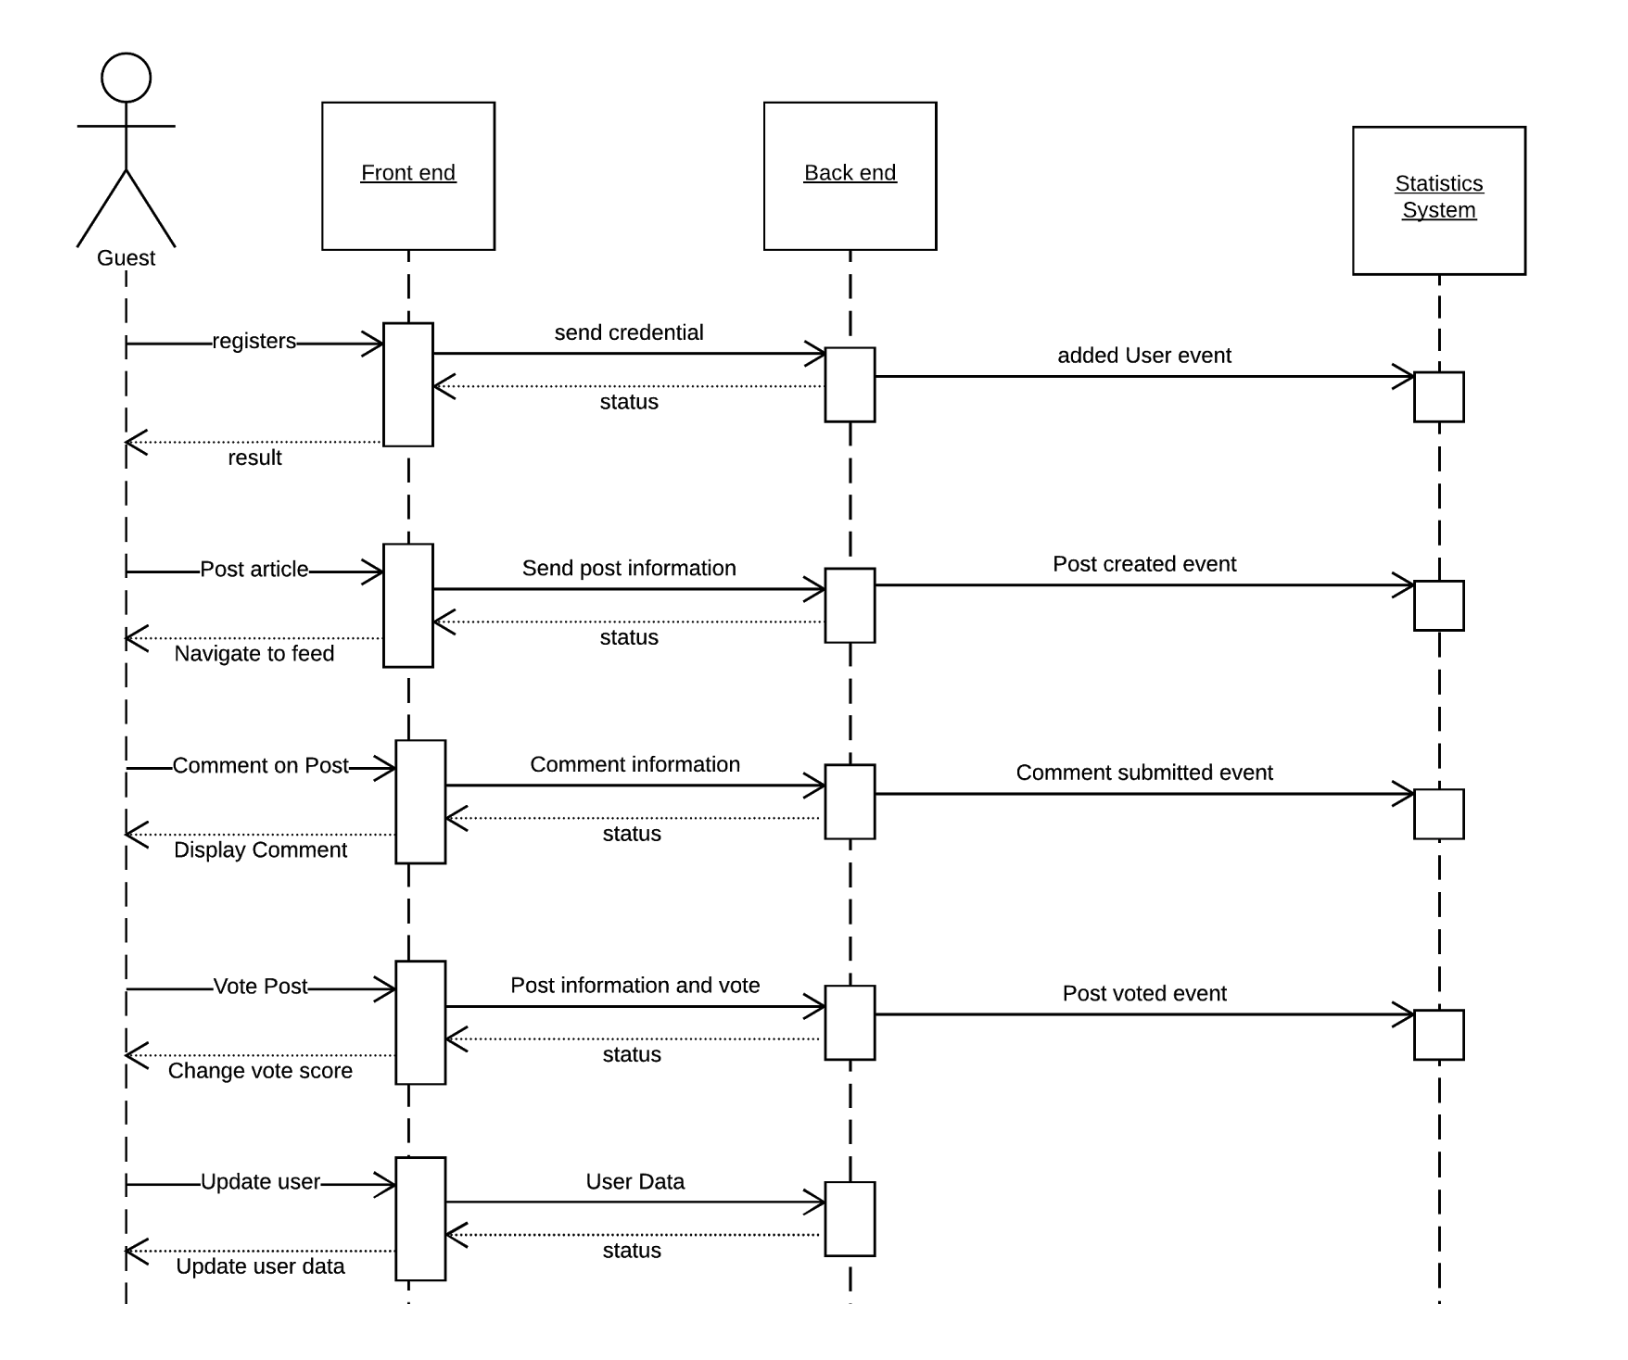 Guest
Front end
Back end
Statistics
System
registers
send credential
added User event
status
result
Post article
Send post information
Post created event
status
Navigate to feed
Comment on Post
Comment information
Comment submitted event
status
Display Comment
Vote Post
Post information and vote
Post voted event
status
Change vote score
Update user
User Data
status
Update user data